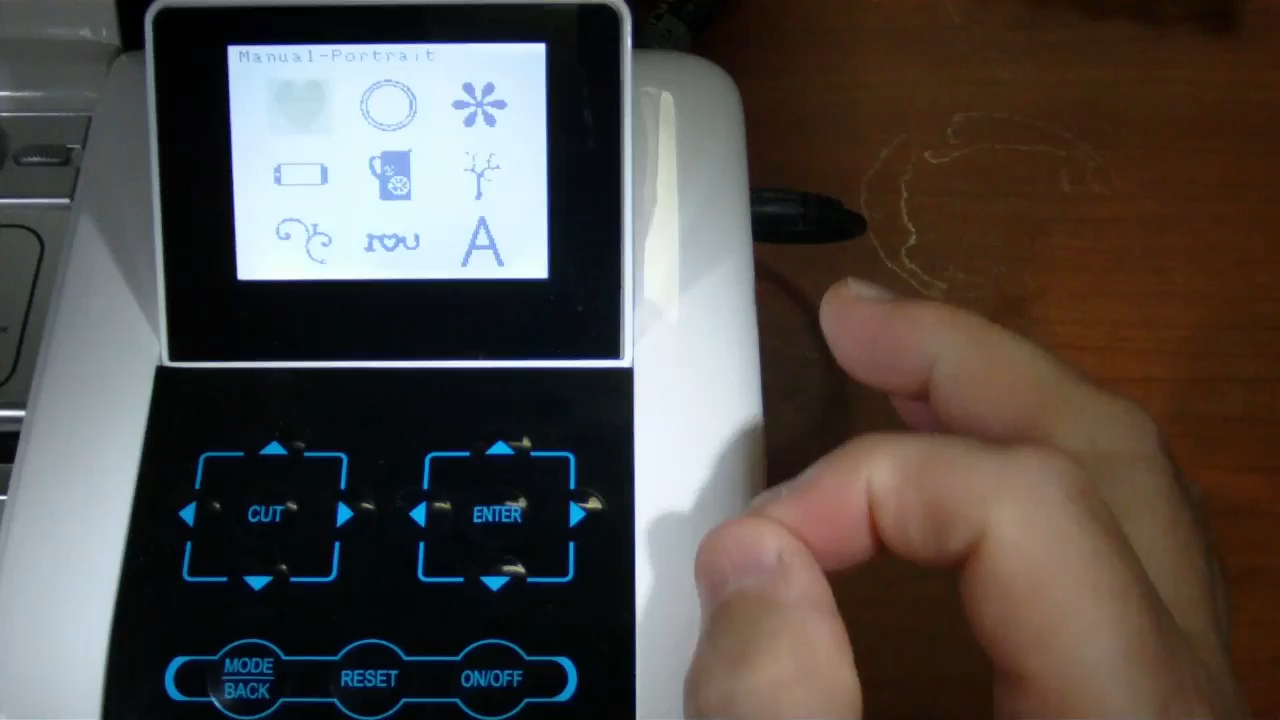 Manual-Portrait
I U
A
CUT
ENTER
MODE
BACK
RESET
ON/OFF